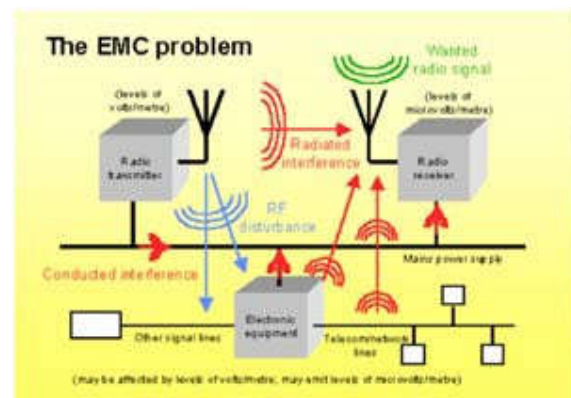 The EMC problem
Wanted
radio signal
(levels of
volts/metre)
(levels of
microvolts/metre)
Radio
transmitter
Radiated
interference
Radio
receiver
RF
disturbance
Conducted interference
Mains power supply
Electronic
equipment
Other signal lines
Telecomm/network
lines
(may be affected by levels of volts/metre; may emit levels of microvolts/metre)